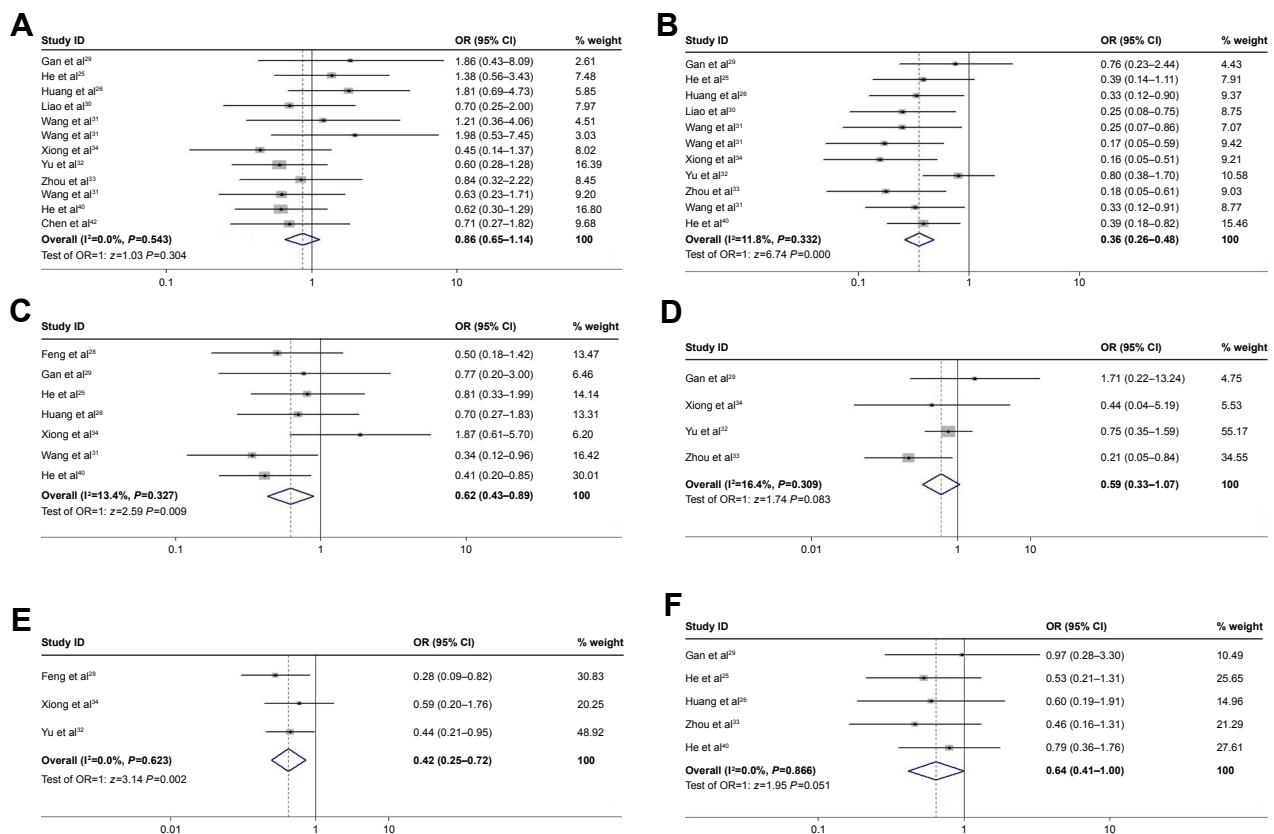 A
Study ID OR (95% CI) % weight
Gan et al29 1.86 (0.43–8.09) 2.61
He et al25 1.38 (0.56–3.43) 7.48
Huang et al26 1.81 (0.69–4.73) 5.85
Liao et al30 0.70 (0.25–2.00) 7.97
Wang et al31 1.21 (0.36–4.06) 4.51
Wang et al31 1.98 (0.53–7.45) 3.03
Xiong et al34 0.45 (0.14–1.37) 8.02
Yu et al32 0.60 (0.28–1.28) 16.39
Zhou et al33 0.84 (0.32–2.22) 8.45
Wang et al31 0.63 (0.23–1.71) 9.20
He et al40 0.62 (0.30–1.29) 16.80
Chen et al42 0.71 (0.27–1.82) 9.68
Overall (I2=0.0%, P=0.543) 0.86 (0.65–1.14) 100
Test of OR=1: z=1.03 P=0.304
0.1 1 10
B
Study ID OR (95% CI) % weight
Gan et al29 0.76 (0.23–2.44) 4.43
He et al25 0.39 (0.14–1.11) 7.91
Huang et al26 0.33 (0.12–0.90) 9.37
Liao et al30 0.25 (0.08–0.75) 8.75
Wang et al31 0.25 (0.07–0.86) 7.07
Wang et al31 0.17 (0.05–0.59) 9.42
Xiong et al34 0.16 (0.05–0.51) 9.21
Yu et al32 0.80 (0.38–1.70) 10.58
Zhou et al33 0.18 (0.05–0.61) 9.03
Wang et al31 0.33 (0.12–0.91) 8.77
He et al40 0.39 (0.18–0.82) 15.46
Overall (I2=11.8%, P=0.332) 0.36 (0.26–0.48) 100
Test of OR=1: z=6.74 P=0.000
0.1 1 10
C
Study ID OR (95% CI) % weight
Feng et al28 0.50 (0.18–1.42) 13.47
Gan et al29 0.77 (0.20–3.00) 6.46
He et al25 0.81 (0.33–1.99) 14.14
Huang et al26 0.70 (0.27–1.83) 13.31
Xiong et al34 1.87 (0.61–5.70) 6.20
Wang et al31 0.34 (0.12–0.96) 16.42
He et al40 0.41 (0.20–0.85) 30.01
Overall (I2=13.4%, P=0.327) 0.62 (0.43–0.89) 100
Test of OR=1: z=2.59 P=0.009
0.1 1 10
D
Study ID OR (95% CI) % weight
Gan et al29 1.71 (0.22–13.24) 4.75
Xiong et al34 0.44 (0.04–5.19) 5.53
Yu et al32 0.75 (0.35–1.59) 55.17
Zhou et al33 0.21 (0.05–0.84) 34.55
Overall (I2=16.4%, P=0.309) 0.59 (0.33–1.07) 100
Test of OR=1: z=1.74 P=0.083
0.01 1 10
E
Study ID OR (95% CI) % weight
Feng et al28 0.28 (0.09–0.82) 30.83
Xiong et al34 0.59 (0.20–1.76) 20.25
Yu et al32 0.44 (0.21–0.95) 48.92
Overall (I2=0.0%, P=0.623) 0.42 (0.25–0.72) 100
Test of OR=1: z=3.14 P=0.002
0.01 1 10
F
Study ID OR (95% CI) % weight
Gan et al29 0.97 (0.28–3.30) 10.49
He et al25 0.53 (0.21–1.31) 25.65
Huang et al26 0.60 (0.19–1.91) 14.96
Zhou et al33 0.46 (0.16–1.31) 21.29
He et al40 0.79 (0.36–1.76) 27.61
Overall (I2=0.0%, P=0.866) 0.64 (0.41–1.00) 100
Test of OR=1: z=1.95 P=0.051
0.1 1 10